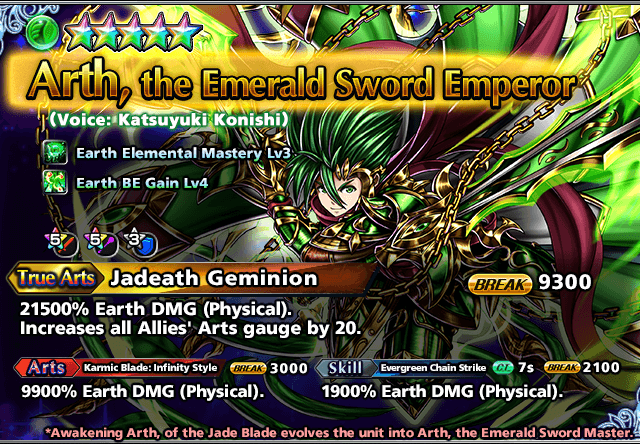 Arth, the Emerald Sword Emperor
(Voice: Katsuyuki Konishi)
Earth Elemental Mastery Lv3
Earth BE Gain Lv4
5 5 3
True Arts Jadeath Geminion BREAK 9300
21500% Earth DMG (Physical).
Increases all Allies' Arts gauge by 20.
Arts Karmic Blade: Infinity Style BREAK 3000
9900% Earth DMG (Physical).
Skill Evergreen Chain Strike CT 7s BREAK 2100
1900% Earth DMG (Physical).
*Awakening Arth, of the Jade Blade evolves the unit into Arth, the Emerald Sword Master.